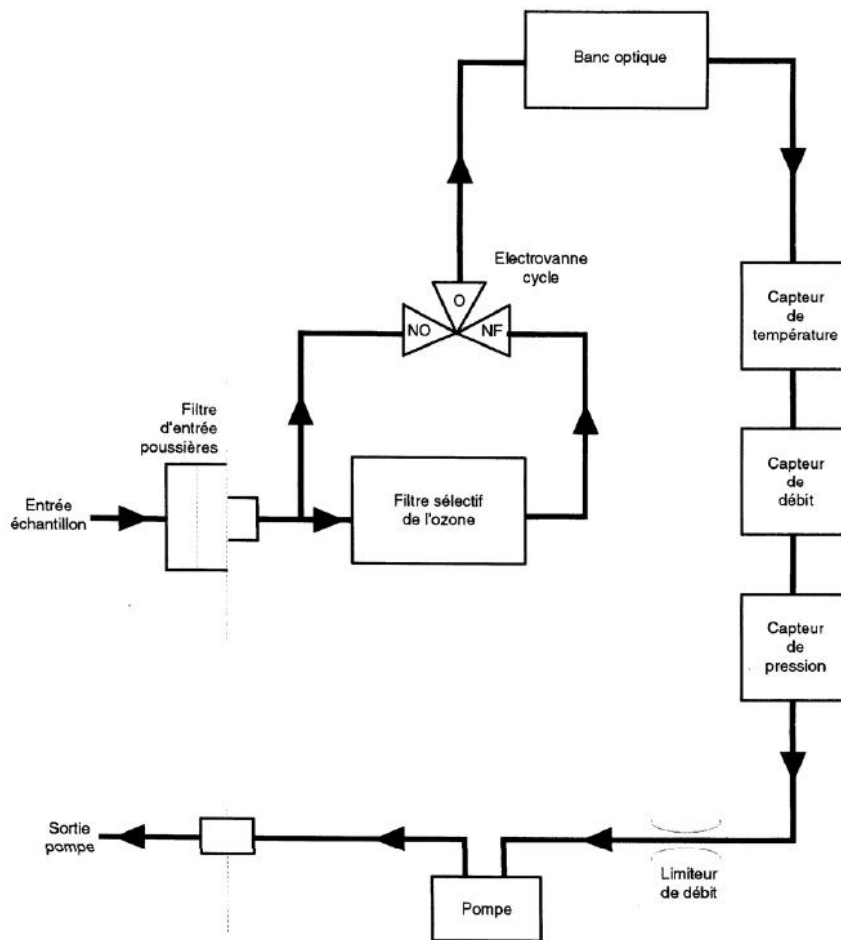 Banc optique
Electrovanne
cycle
O
NO
NF
Capteur
de
température
Filtre
d'entrée
poussières
Entrée
échantillon
Filtre sélectif
de l'ozone
Capteur
de
débit
Capteur
de
pression
Sortie
pompe
Pompe
Limiteur
de débit